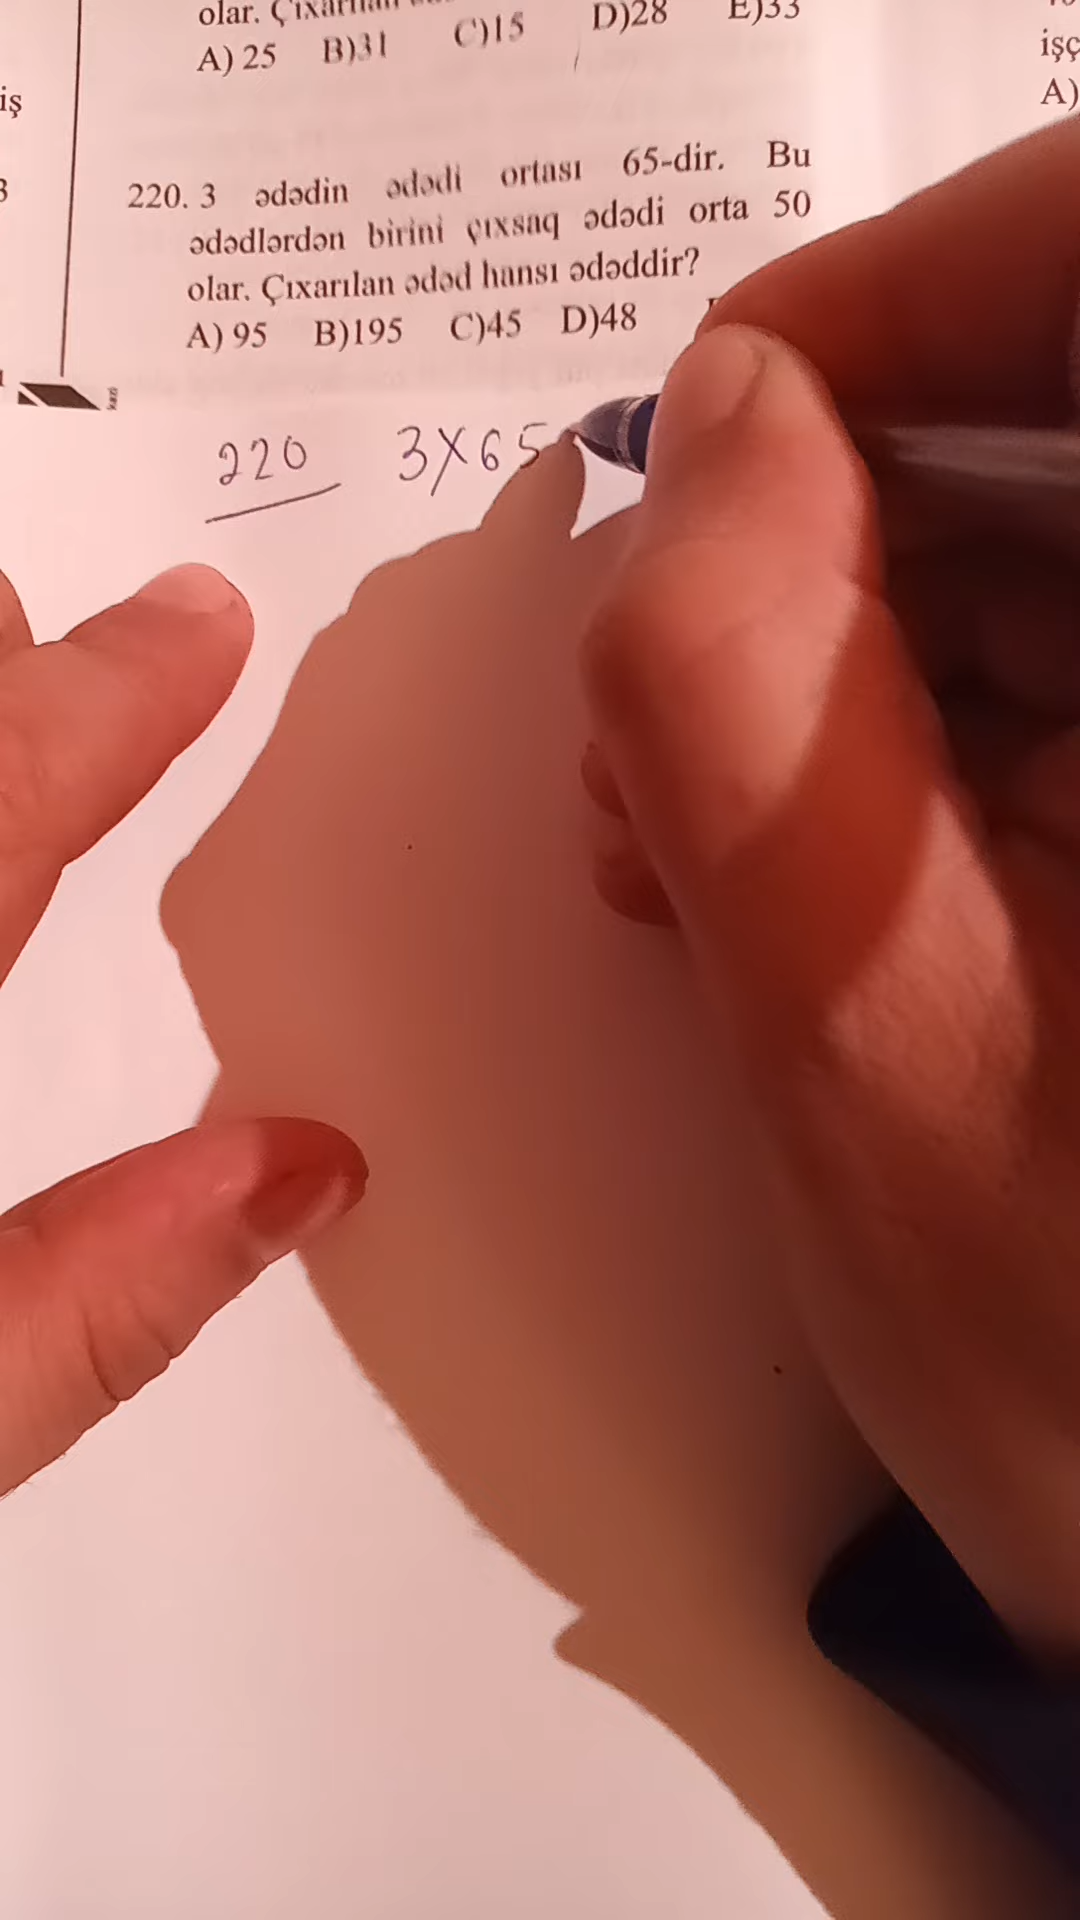 olar.
A) 25 B)31 C)15 D)28 E)33
işç
A)
iş
220. 3 ədədin ədədi ortası 65-dir. Bu
ədədlərdən birini çıxsaq ədədi orta 50
olar. Çıxarılan ədəd hansı ədəddir?
A) 95 B)195 C)45 D)48
220 3X65